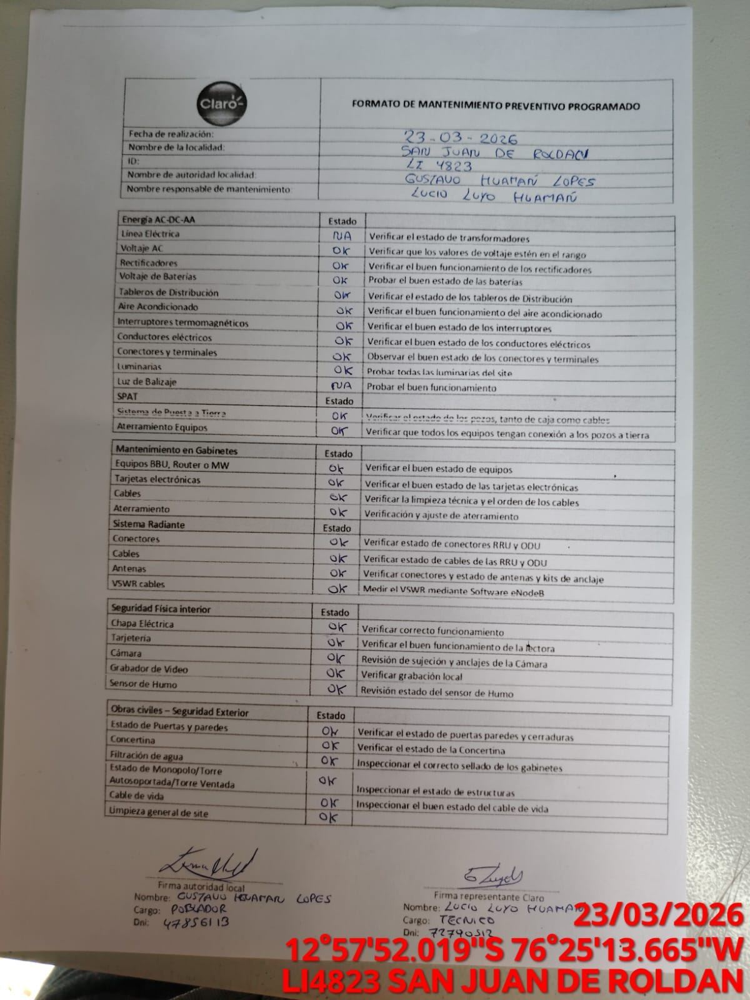 Claro
FORMATO DE MANTENIMIENTO PREVENTIVO PROGRAMADO
Fecha de realización: 23-03-2026
Nombre de la localidad: SAN JUAN DE ROLDAN
ID: LI 4823
Nombre de autoridad localidad: GUSTAVO HUAMAÑ LOPES
Nombre responsable de mantenimiento: LUCIO LUYO HUAMAÑ
Energía AC-DC-AA Estado
Línea Eléctrica NA Verificar el estado de transformadores
Voltaje AC OK Verificar que los valores de voltaje estén en el rango
Rectificadores OK Verificar el buen funcionamiento de los rectificadores
Voltaje de Baterías OK Probar el buen estado de las baterías
Tableros de Distribución OK Verificar el estado de los tableros de Distribución
Aire Acondicionado OK Verificar el buen funcionamiento del aire acondicionado
Interruptores termomagnéticos OK Verificar el buen estado de los interruptores
Conductores eléctricos OK Verificar el buen estado de los conductores eléctricos
Conectores y terminales OK Observar el buen estado de los conectores y terminales
Luminarias OK Probar todas las luminarias del site
Luz de Balizaje NA Probar el buen funcionamiento
SPAT Estado
Sistema de Puesta a Tierra OK Verificar el estado de los pozos, tanto de caja como cables
Aterramiento Equipos OK Verificar que todos los equipos tengan conexión a los pozos a tierra
Mantenimiento en Gabinetes Estado
Equipos BBU, Router o MW OK Verificar el buen estado de equipos
Tarjetas electrónicas OK Verificar el buen estado de las tarjetas electrónicas
Cables OK Verificar la limpieza técnica y el orden de los cables
Aterramiento OK Verificación y ajuste de aterramiento
Sistema Radiante Estado
Conectores OK Verificar estado de conectores RRU y ODU
Cables OK Verificar estado de cables de las RRU y ODU
Antenas OK Verificar conectores y estado de antenas y kits de anclaje
VSWR cables OK Medir el VSWR mediante Software eNodeB
Seguridad Física interior Estado
Chapa Eléctrica OK Verificar correcto funcionamiento
Tarjetería OK Verificar el buen funcionamiento de la lectora
Cámara OK Revisión de sujeción y anclajes de la Cámara
Grabador de Video OK Verificar grabación local
Sensor de Humo OK Revisión estado del sensor de Humo
Obras civiles – Seguridad Exterior Estado
Estado de Puertas y paredes OK Verificar el estado de puertas paredes y cerraduras
Concertina OK Verificar el estado de la Concertina
Filtración de agua OK Inspeccionar el correcto sellado de los gabinetes
Estado de Monopolo/Torre
Autosoportada/Torre Ventada OK Inspeccionar el estado de estructuras
Cable de vida OK Inspeccionar el buen estado del cable de vida
Limpieza general de site OK
Firma autoridad local
Nombre: GUSTAVO HUAMAN LOPES
Cargo: POBLADOR
Dni: 47856113
Firma representante Claro
Nombre: LUCIO LUYO HUAMAN
Cargo: TECNICO
Dni: 72790512
23/03/2026
12°57'52.019"S 76°25'13.665"W
LI4823 SAN JUAN DE ROLDAN